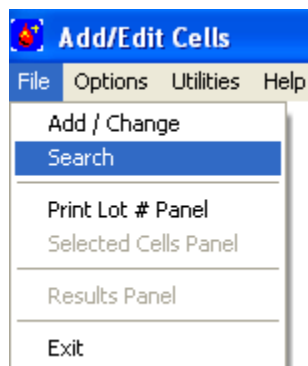 Add/Edit Cells
File Options Utilities Help
Add / Change
Search
Print Lot # Panel
Selected Cells Panel
Results Panel
Exit